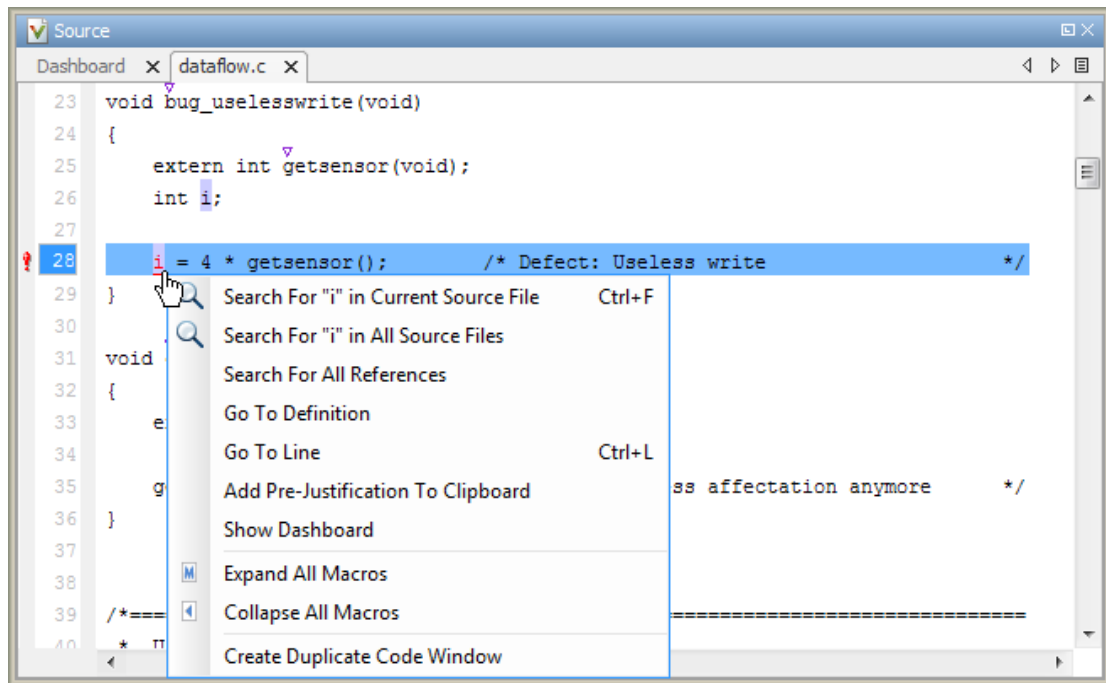 Source
Dashboard dataflow.c
23 void bug_uselesswrite(void)
24 {
25 extern int getsensor(void);
26 int i;
27
28 i = 4 * getsensor(); /* Defect: Useless write */
29 }
Search For "i" in Current Source File Ctrl+F
30
Search For "i" in All Source Files
31 void
Search For All References
32 {
Go To Definition
33
Go To Line Ctrl+L
34
35 ss affectation anymore */
Add Pre-Justification To Clipboard
36 }
Show Dashboard
37
Expand All Macros
38
39 /*=== ==============================
Collapse All Macros
40 *
Create Duplicate Code Window